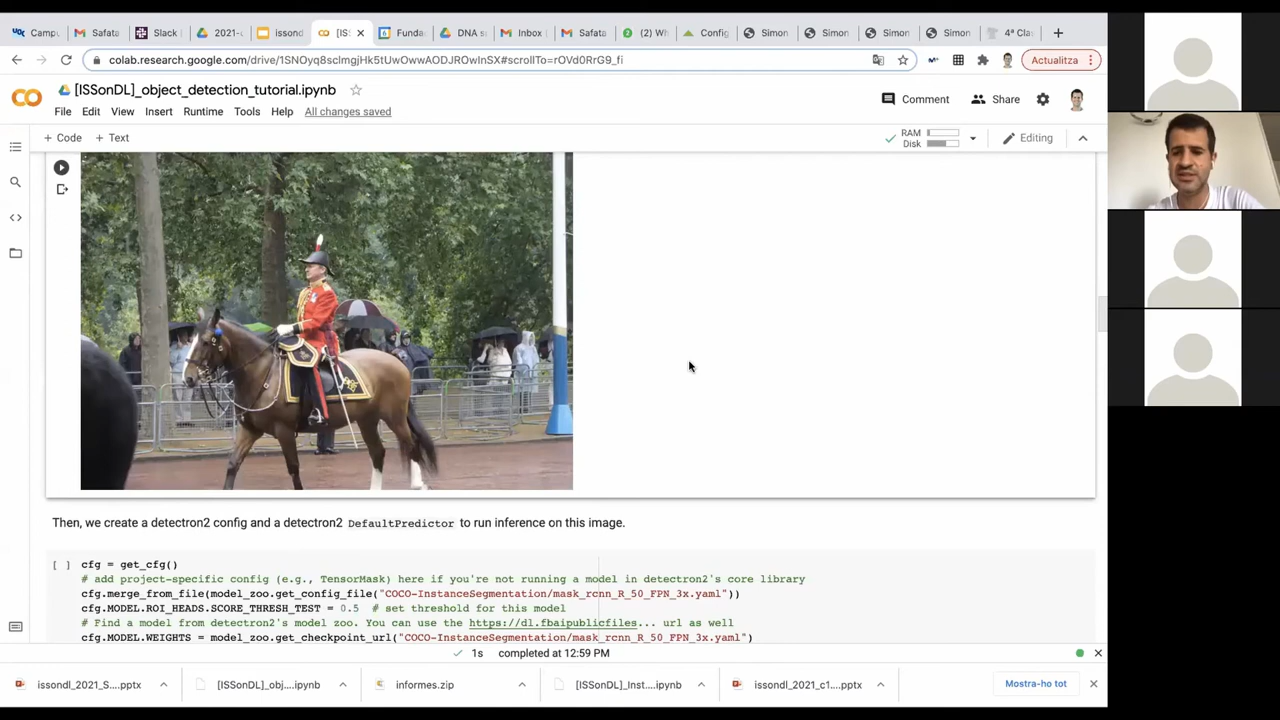 Campu
Safata
Slack
2021-
issond
[IS
Funda
DNA s
Inbox (
Safata
(2) Wh
Config
Simon
Simon
Simon
Simon
4ª Clas
colab.research.google.com/drive/1SNOyq8sclmgjHk5tUwOwwAODJROwInSX#scrollTo=rOVd0RrG9_fi
Actualitza
[ISSonDL]_object_detection_tutorial.ipynb
Comment
Share
File Edit View Insert Runtime Tools Help All changes saved
+ Code + Text
RAM
Disk
Editing
Then, we create a detectron2 config and a detectron2 DefaultPredictor to run inference on this image.
[ ] cfg = get_cfg()
# add project-specific config (e.g., TensorMask) here if you're not running a model in detectron2's core library
cfg.merge_from_file(model_zoo.get_config_file("COCO-InstanceSegmentation/mask_rcnn_R_50_FPN_3x.yaml"))
cfg.MODEL.ROI_HEADS.SCORE_THRESH_TEST = 0.5 # set threshold for this model
# Find a model from detectron2's model zoo. You can use the https://dl.fbaipublicfiles... url as well
cfg.MODEL.WEIGHTS = model_zoo.get_checkpoint_url("COCO-InstanceSegmentation/mask_rcnn_R_50_FPN_3x.yaml")
1s completed at 12:59 PM
issondl_2021_S....pptx
[ISSonDL]_obj....ipynb
informes.zip
[ISSonDL]_Inst....ipynb
issondl_2021_c1....pptx
Mostra-ho tot